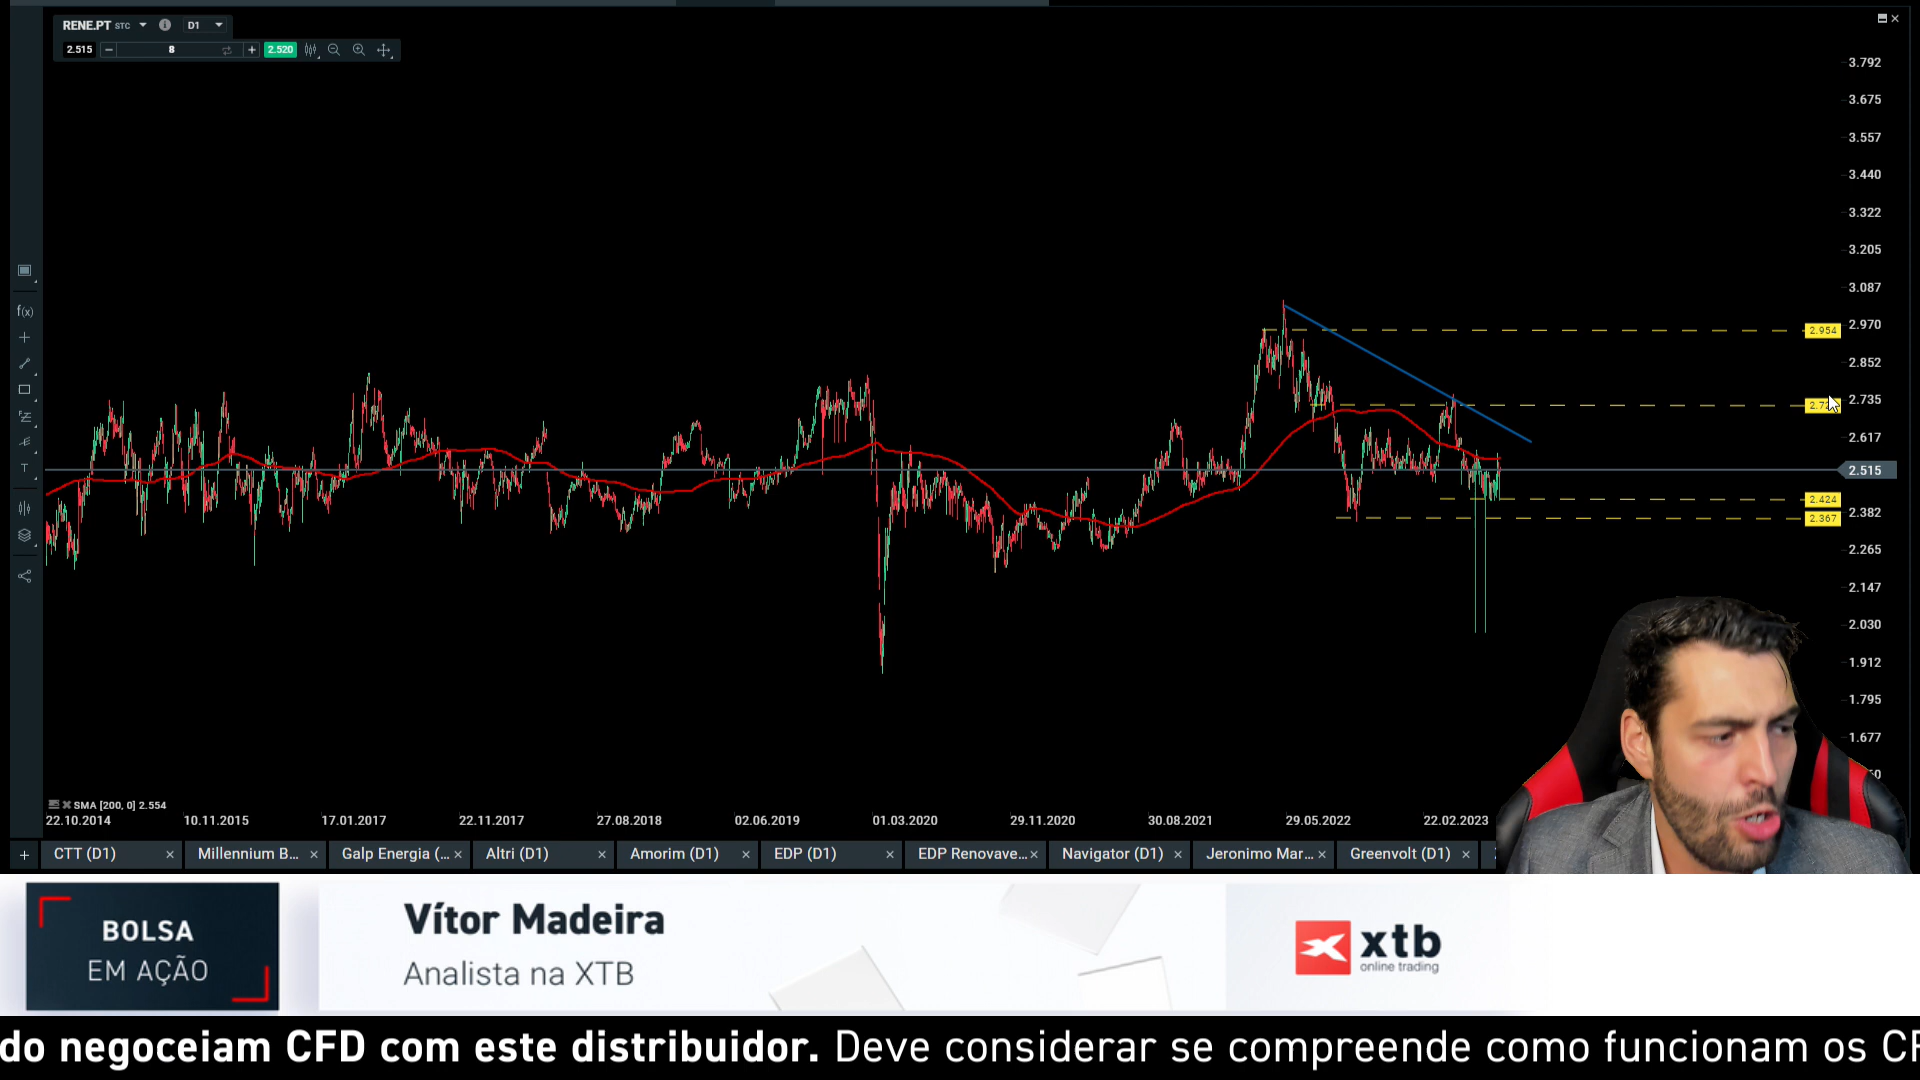 RENE.PT STC D1
2.515 8 2.520
3.792
3.675
3.557
3.440
3.322
3.205
3.087
2.970
2.954
2.852
2.735
2.617
2.515
2.424
2.382
2.367
2.265
2.147
2.030
1.912
1.795
1.677
f(x)
T
SMA [200, 0] 2.554
22.10.2014 10.11.2015 17.01.2017 22.11.2017 27.08.2018 02.06.2019 01.03.2020 29.11.2020 30.08.2021 29.05.2022 22.02.2023
CTT (D1) Millennium B... Galp Energia (... Altri (D1) Amorim (D1) EDP (D1) EDP Renovave... Navigator (D1) Jeronimo Mar... Greenvolt (D1)
BOLSA
EM AÇÃO
Vítor Madeira
Analista na XTB
xtb
online trading
do negoceiam CFD com este distribuidor. Deve considerar se compreende como funcionam os CF